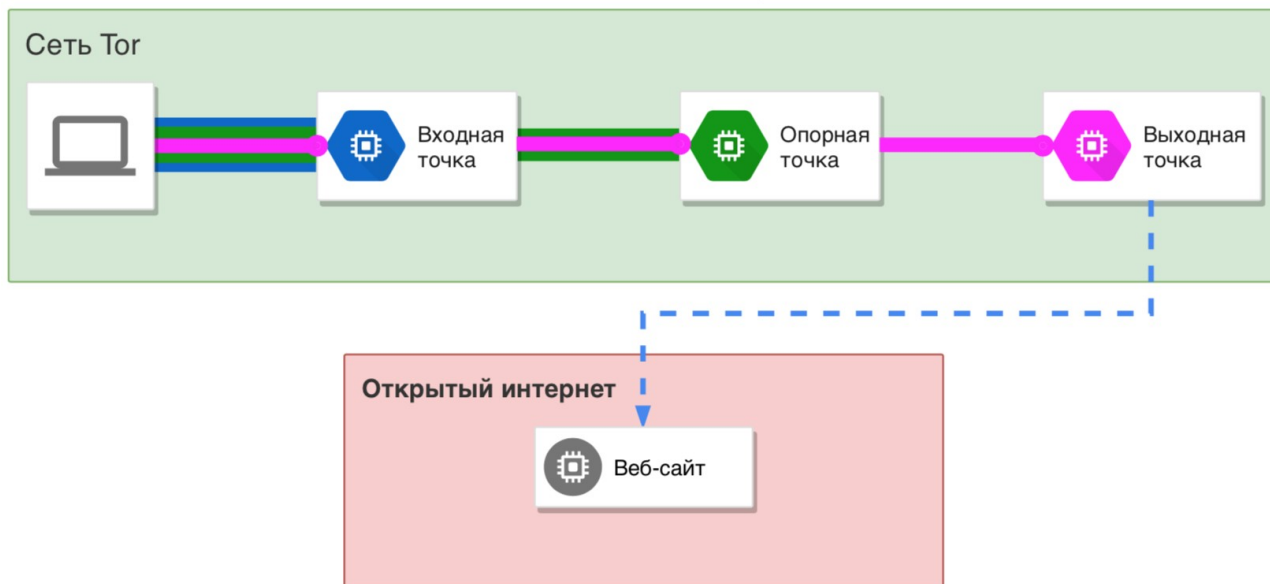 Сеть Tor
Входная
точка
Опорная
точка
Выходная
точка
Открытый интернет
Веб-сайт